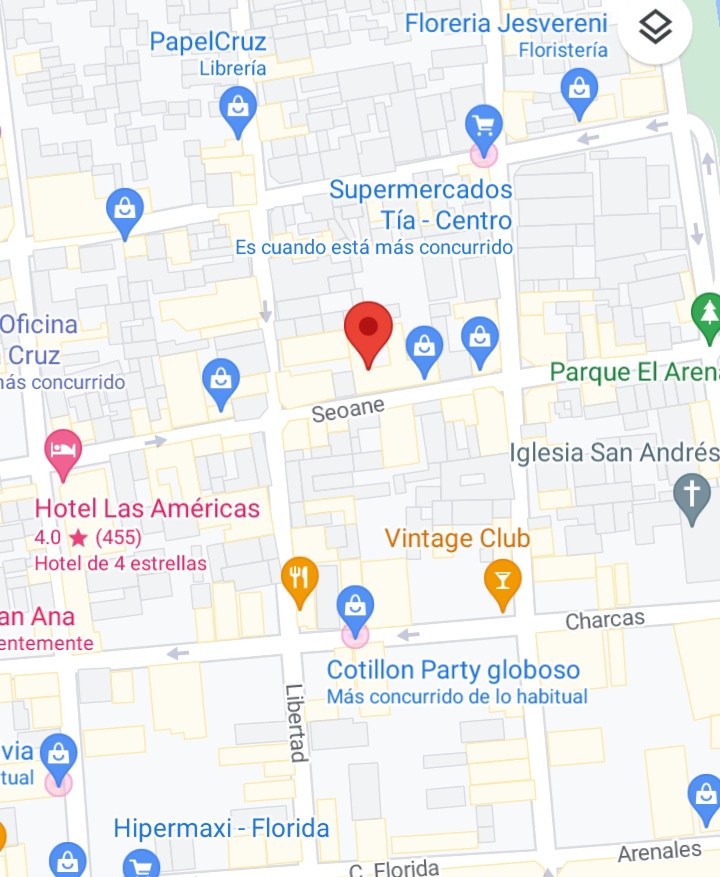 Floreria Jesvereni
Floristería
PapelCruz
Librería
Supermercados
Tía - Centro
Es cuando está más concurrido
Oficina
Cruz
más concurrido
Parque El Arena
Seoane
Iglesia San Andrés
Hotel Las Américas
4.0 ★ (455)
Hotel de 4 estrellas
Vintage Club
an Ana
entemente
Charcas
Cotillon Party globoso
Más concurrido de lo habitual
Libertad
via
tual
Hipermaxi - Florida
C. Florida
Arenales